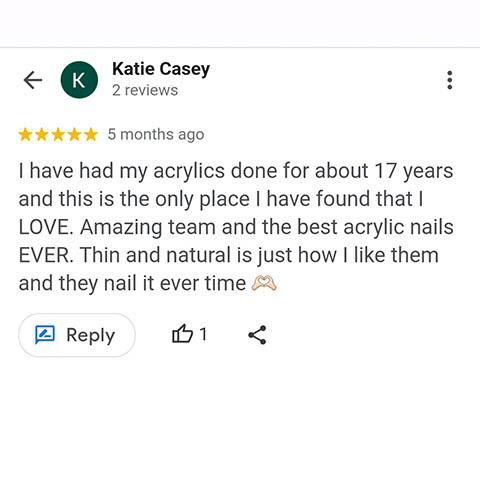 Katie Casey
K
2 reviews
5 months ago
I have had my acrylics done for about 17 years
and this is the only place I have found that I
LOVE. Amazing team and the best acrylic nails
EVER. Thin and natural is just how I like them
and they nail it ever time 🫶🏻
Reply
1